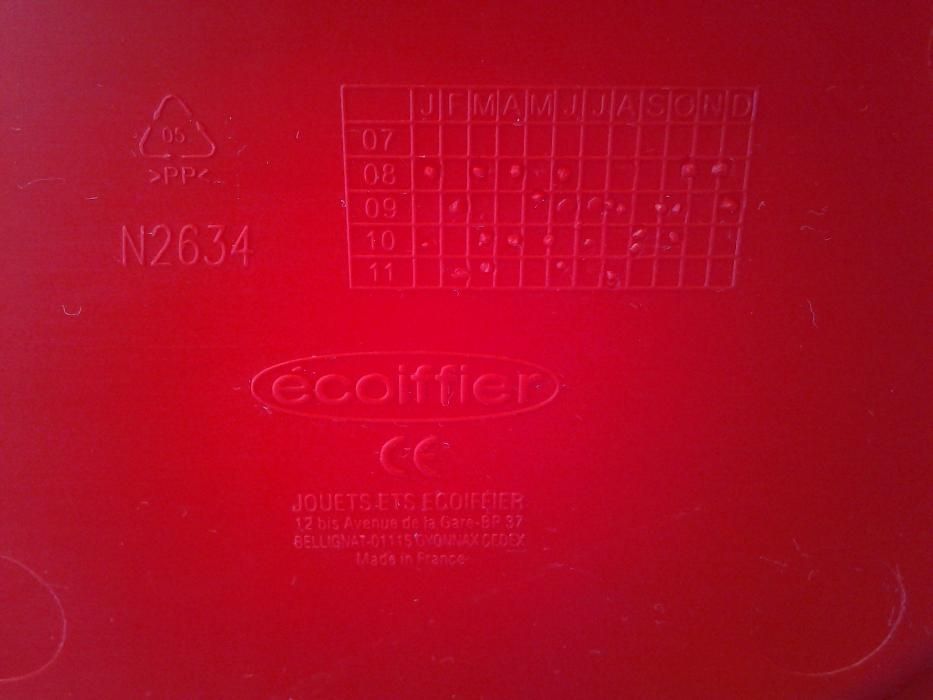 05
>PP<
N2634
J F M A M J J A S O N D
07
08
09
10
11
écoiffier
CE
JOUETS ETS ECOIFFIER
12 bis Avenue de la Gare-BP 37
BELLIGNAT-01115 OYONNAX CEDEX
Made in France